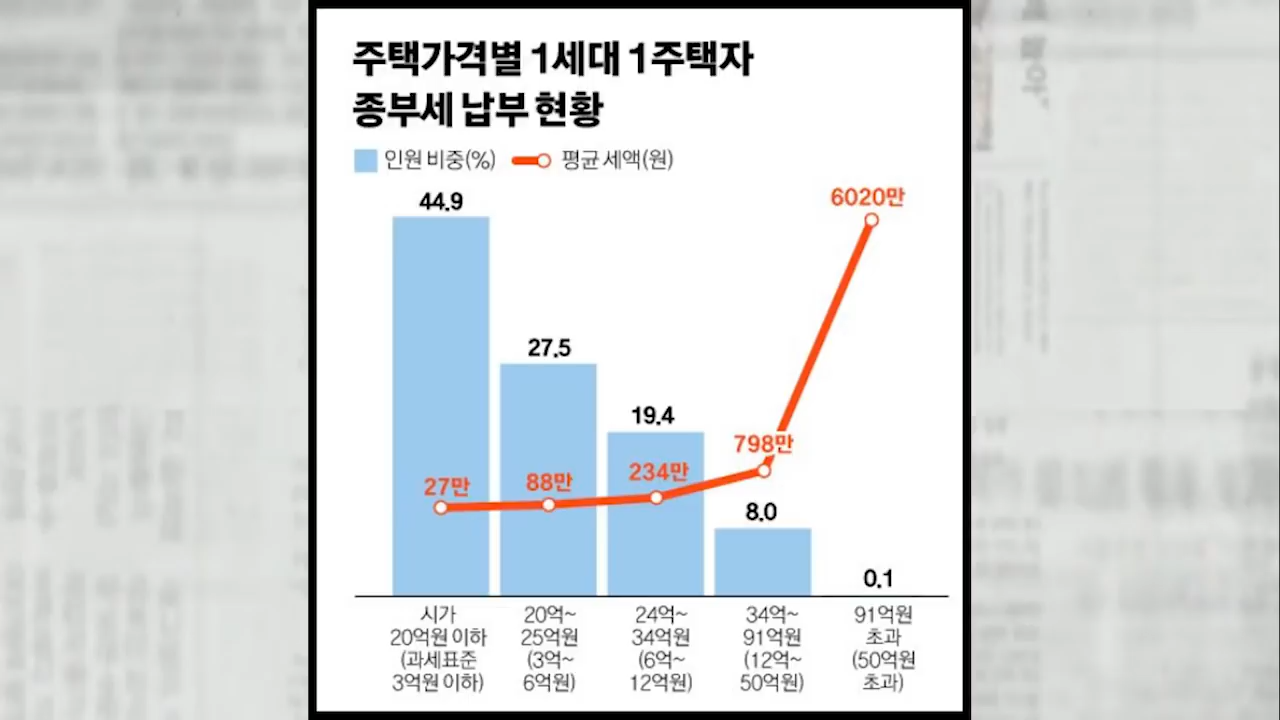 주택가격별 1세대 1주택자
종부세 납부 현황
인원 비중(%) 평균 세액(원)
44.9
27.5
19.4
8.0
0.1
27만
88만
234만
798만
6020만
시가
20억원 이하
(과세표준
3억원 이하)
20억~
25억원
(3억~
6억원)
24억~
34억원
(6억~
12억원)
34억~
91억원
(12억~
50억원)
91억원
초과
(50억원
초과)